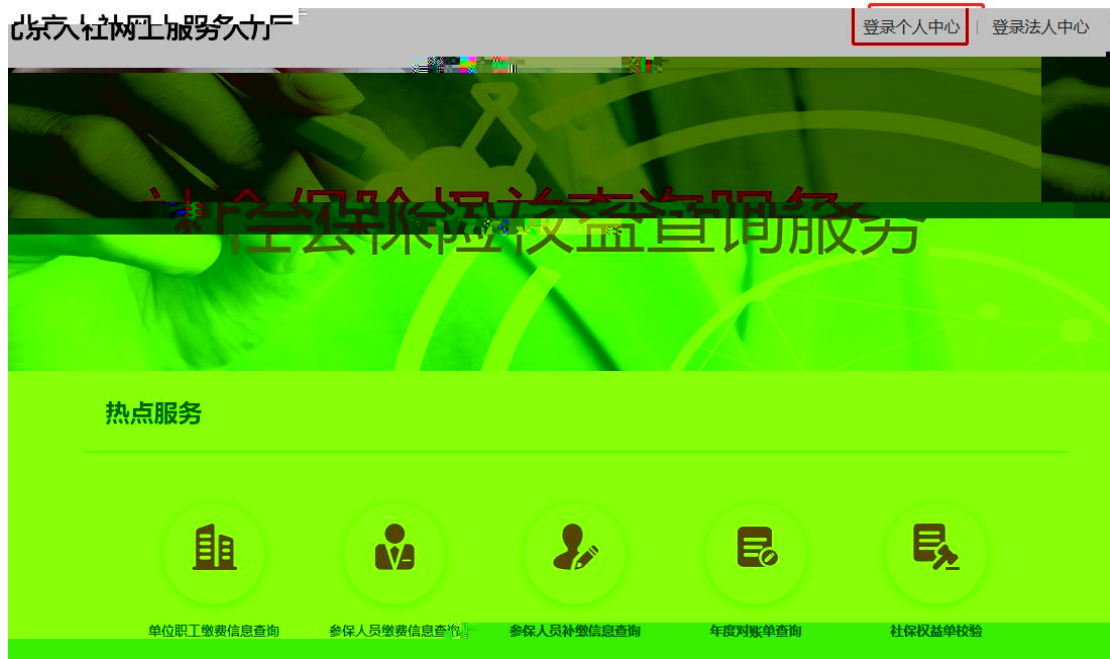 北京人社网上服务大厅
登录个人中心 | 登录法人中心
社会保险权益查询服务
热点服务
单位职工缴费信息查询
参保人员缴费信息查询
参保人员补缴信息查询
年度对账单查询
社保权益单校验